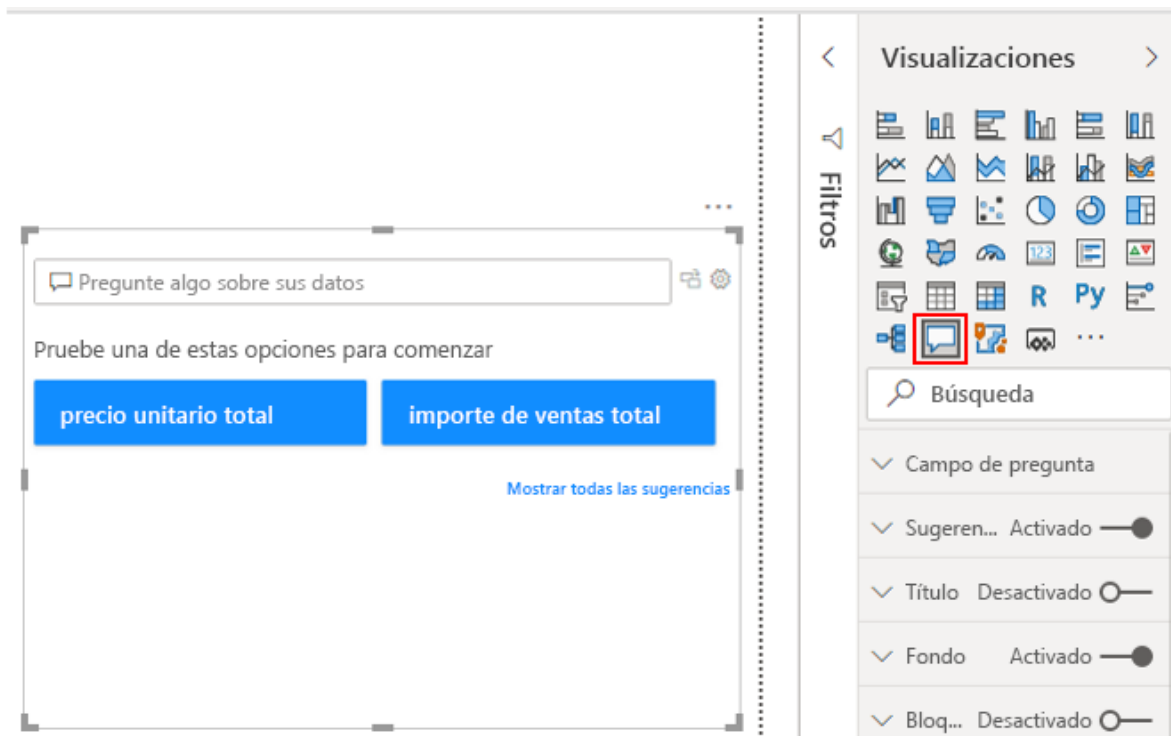 Visualizaciones
Filtros
123
R
Py
Pregunte algo sobre sus datos
Pruebe una de estas opciones para comenzar
precio unitario total
importe de ventas total
Mostrar todas las sugerencias
Búsqueda
Campo de pregunta
Sugeren... Activado
Título Desactivado
Fondo Activado
Bloq... Desactivado